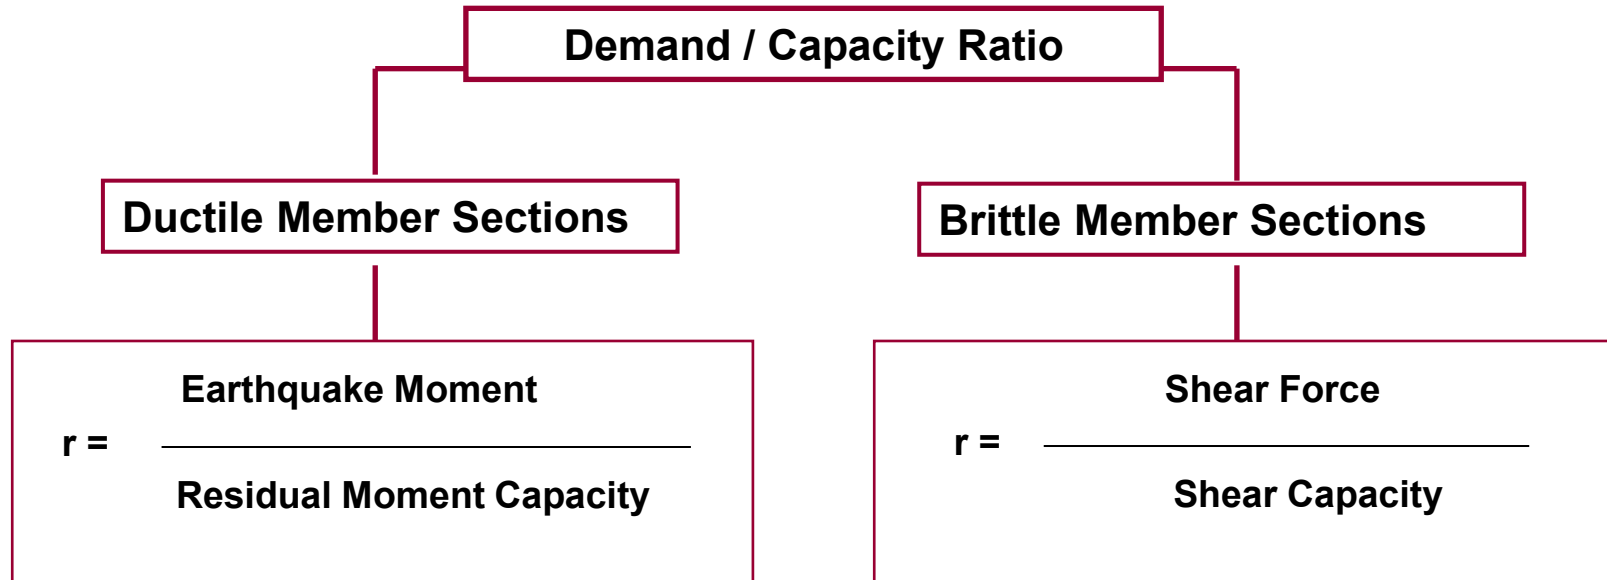 Demand / Capacity Ratio
Ductile Member Sections
Brittle Member Sections
Earthquake Moment
r =
Residual Moment Capacity
Shear Force
r =
Shear Capacity